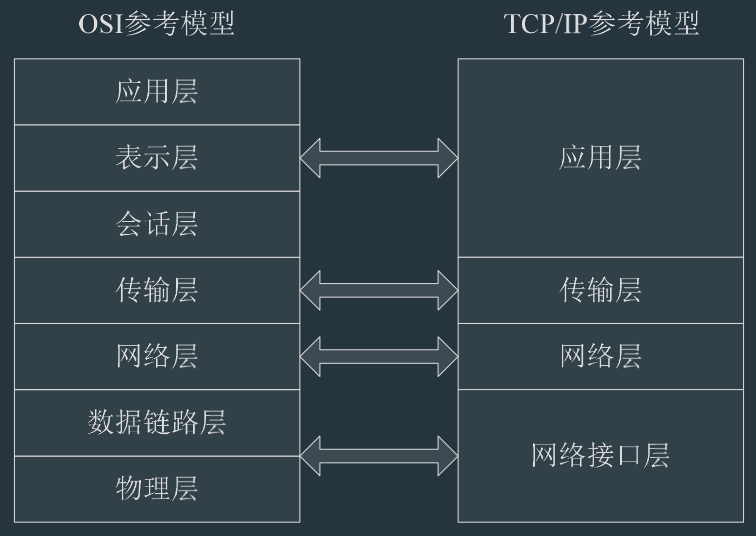 OSI参考模型
TCP/IP参考模型
应用层
表示层
会话层
传输层
网络层
数据链路层
物理层
应用层
传输层
网络层
网络接口层